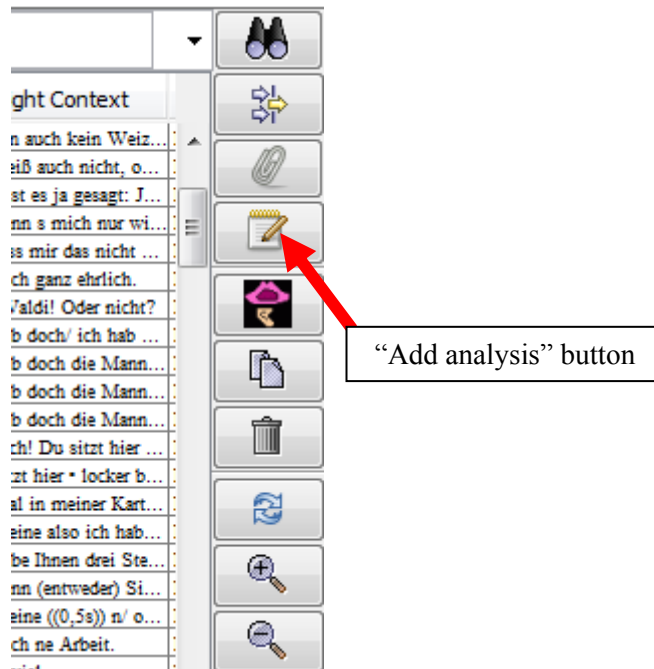 ght Context
n auch kein Weiz...
eiß auch nicht, o...
st es ja gesagt: J...
nn s mich nur wi...
ss mir das nicht ...
ch ganz ehrlich.
Valdi! Oder nicht?
b doch/ ich hab ...
b doch die Mann...
b doch die Mann...
b doch die Mann...
ch! Du sitzt hier ...
zt hier • locker b...
al in meiner Kart...
eine also ich hab...
be Ihnen drei Ste...
nn (entweder) Si...
eine ((0,5s)) n/ o...
ch ne Arbeit.
“Add analysis” button